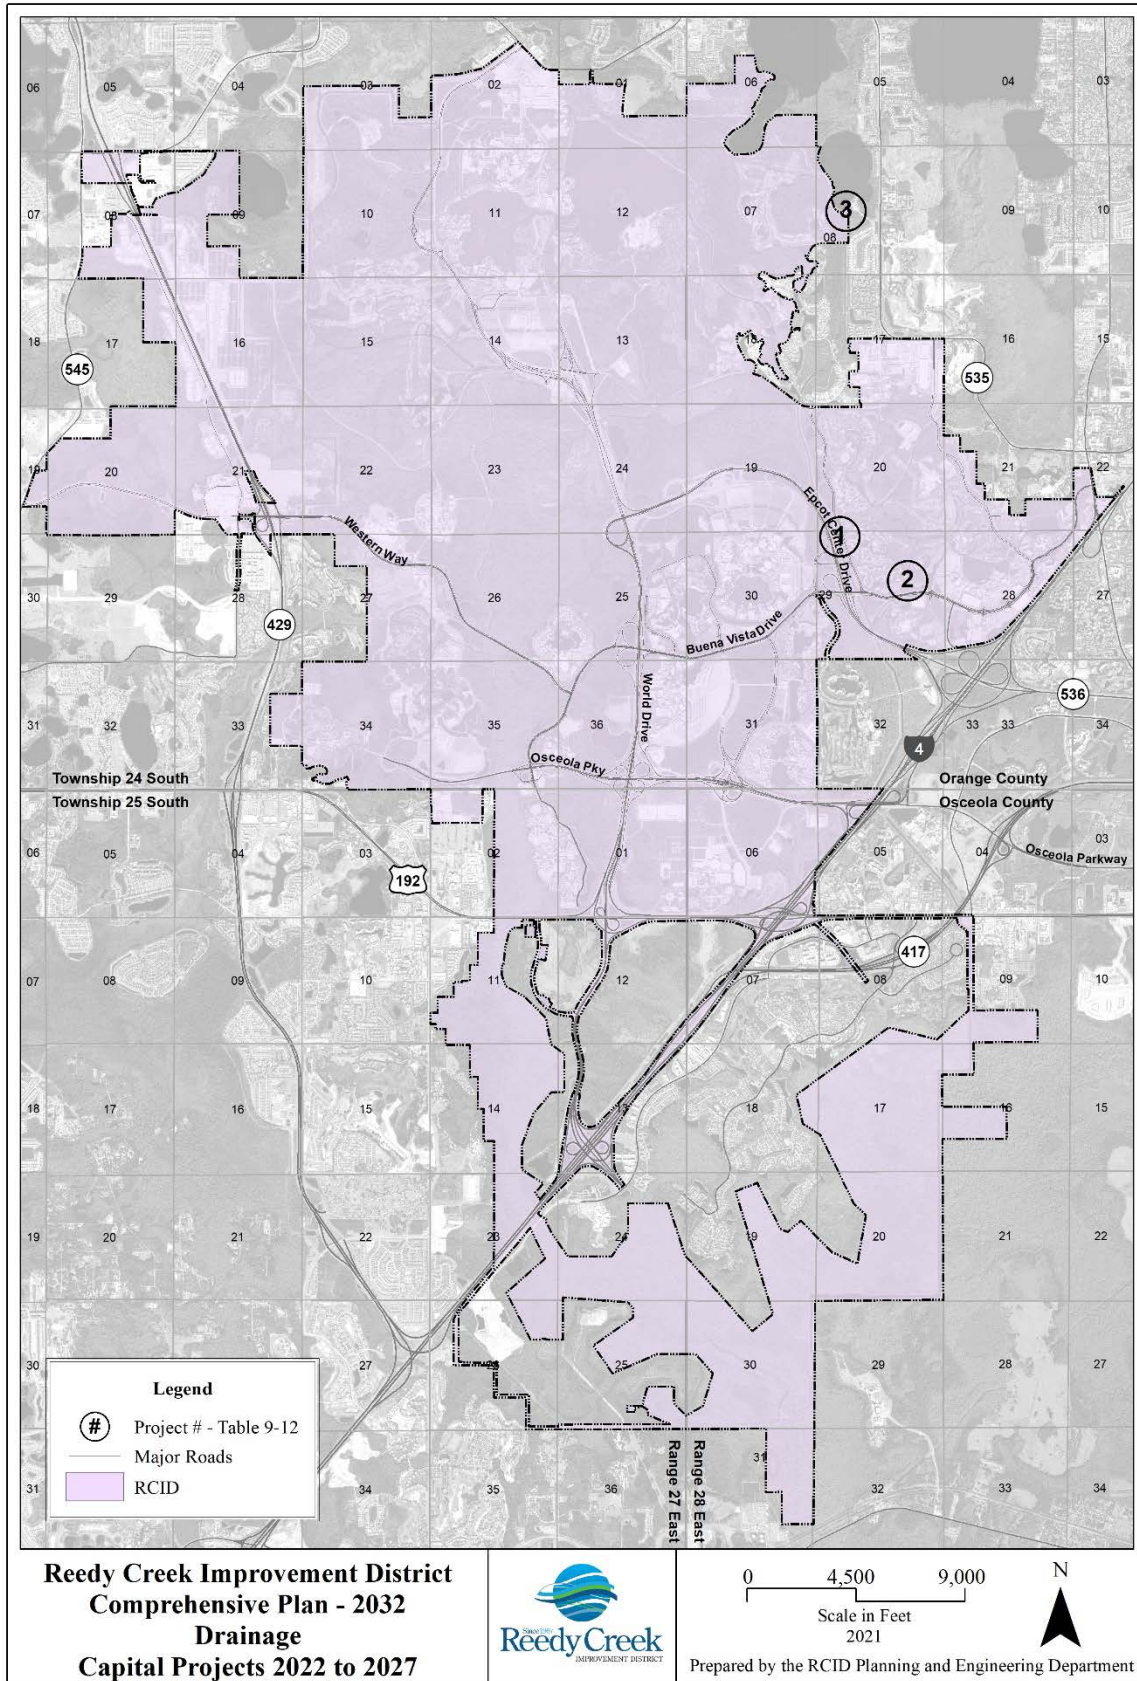 06 05 04 03 02 01 06 05 04 03
07 08 09 10 11 12 07 08 09 10
3
18 17 16 15 14 13 18 17 16 15
545
535
19 20 21 22 23 24 19 20 21 22
Epcot Center Drive
Western Way
1
2
30 29 28 27 26 25 30 29 28 27
429
Buena Vista Drive
World Drive
536
31 32 33 34 35 36 31 32 33 33 34
4
Osceola Pky
Township 24 South
Orange County
Township 25 South
Osceola County
06 05 04 03 02 01 06 05 04 03
Osceola Parkway
192
417
07 08 09 10 11 12 07 08 09 10
18 17 16 15 14 13 18 17 16 15
19 20 21 22 23 24 19 20 21 22
30 27 26 25 30 29 28 27
31 34 35 36 31 32 33 34
Range 27 East
Range 28 East
Legend
# Project # - Table 9-12
Major Roads
RCID
Reedy Creek Improvement District
Comprehensive Plan - 2032
Drainage
Capital Projects 2022 to 2027
Since 1967
Reedy Creek
IMPROVEMENT DISTRICT
0 4,500 9,000
Scale in Feet
2021
N
Prepared by the RCID Planning and Engineering Department